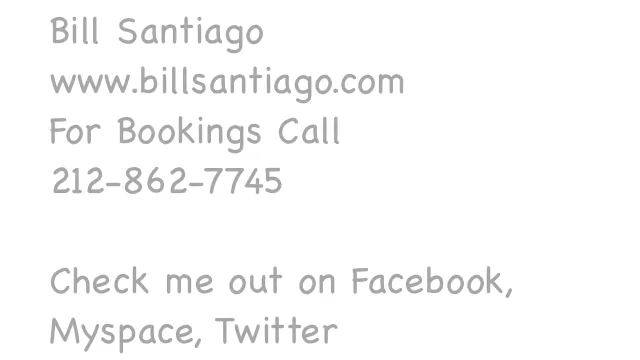 Bill Santiago
www.billsantiago.com
For Bookings Call
212-862-7745
Check me out on Facebook,
Myspace, Twitter